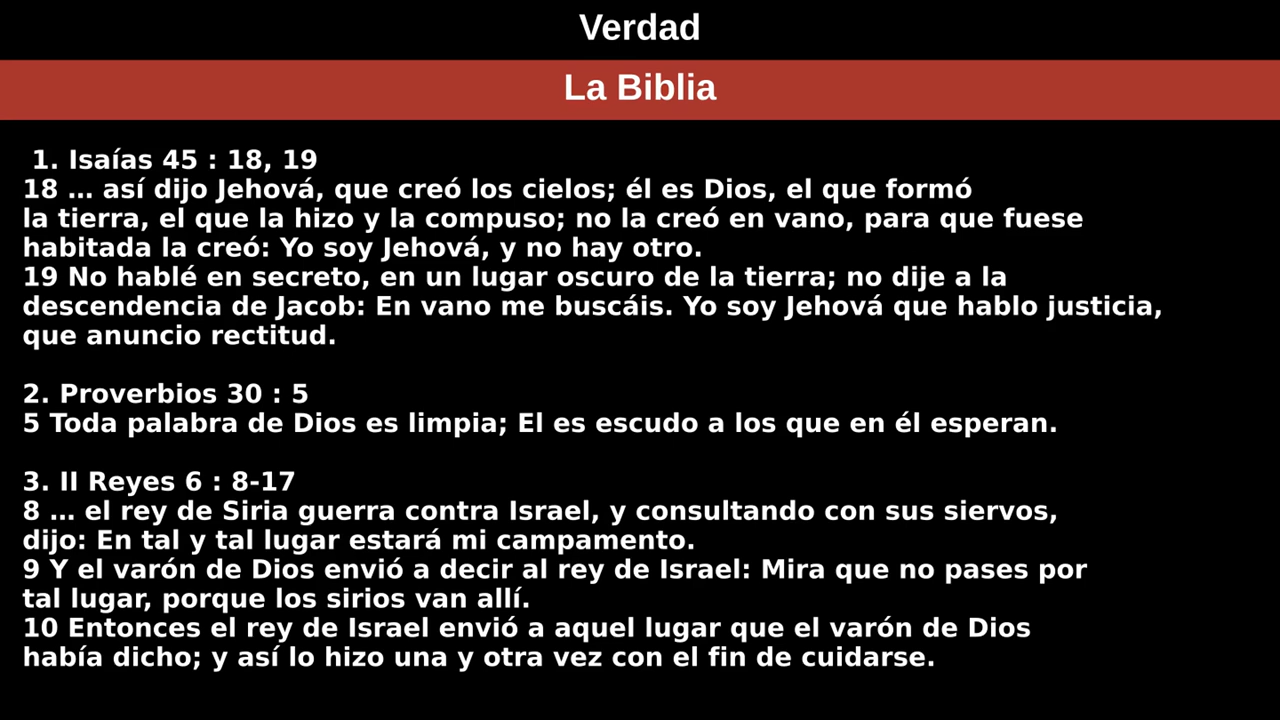 Verdad
La Biblia
1. Isaías 45 : 18, 19
18 … así dijo Jehová, que creó los cielos; él es Dios, el que formó
la tierra, el que la hizo y la compuso; no la creó en vano, para que fuese
habitada la creó: Yo soy Jehová, y no hay otro.
19 No hablé en secreto, en un lugar oscuro de la tierra; no dije a la
descendencia de Jacob: En vano me buscáis. Yo soy Jehová que hablo justicia,
que anuncio rectitud.
2. Proverbios 30 : 5
5 Toda palabra de Dios es limpia; El es escudo a los que en él esperan.
3. II Reyes 6 : 8-17
8 … el rey de Siria guerra contra Israel, y consultando con sus siervos,
dijo: En tal y tal lugar estará mi campamento.
9 Y el varón de Dios envió a decir al rey de Israel: Mira que no pases por
tal lugar, porque los sirios van allí.
10 Entonces el rey de Israel envió a aquel lugar que el varón de Dios
había dicho; y así lo hizo una y otra vez con el fin de cuidarse.